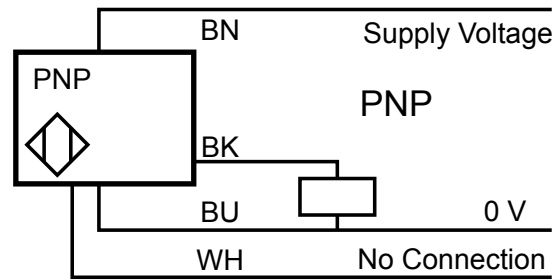 BN Supply Voltage
PNP
PNP
BK
BU 0 V
WH No Connection